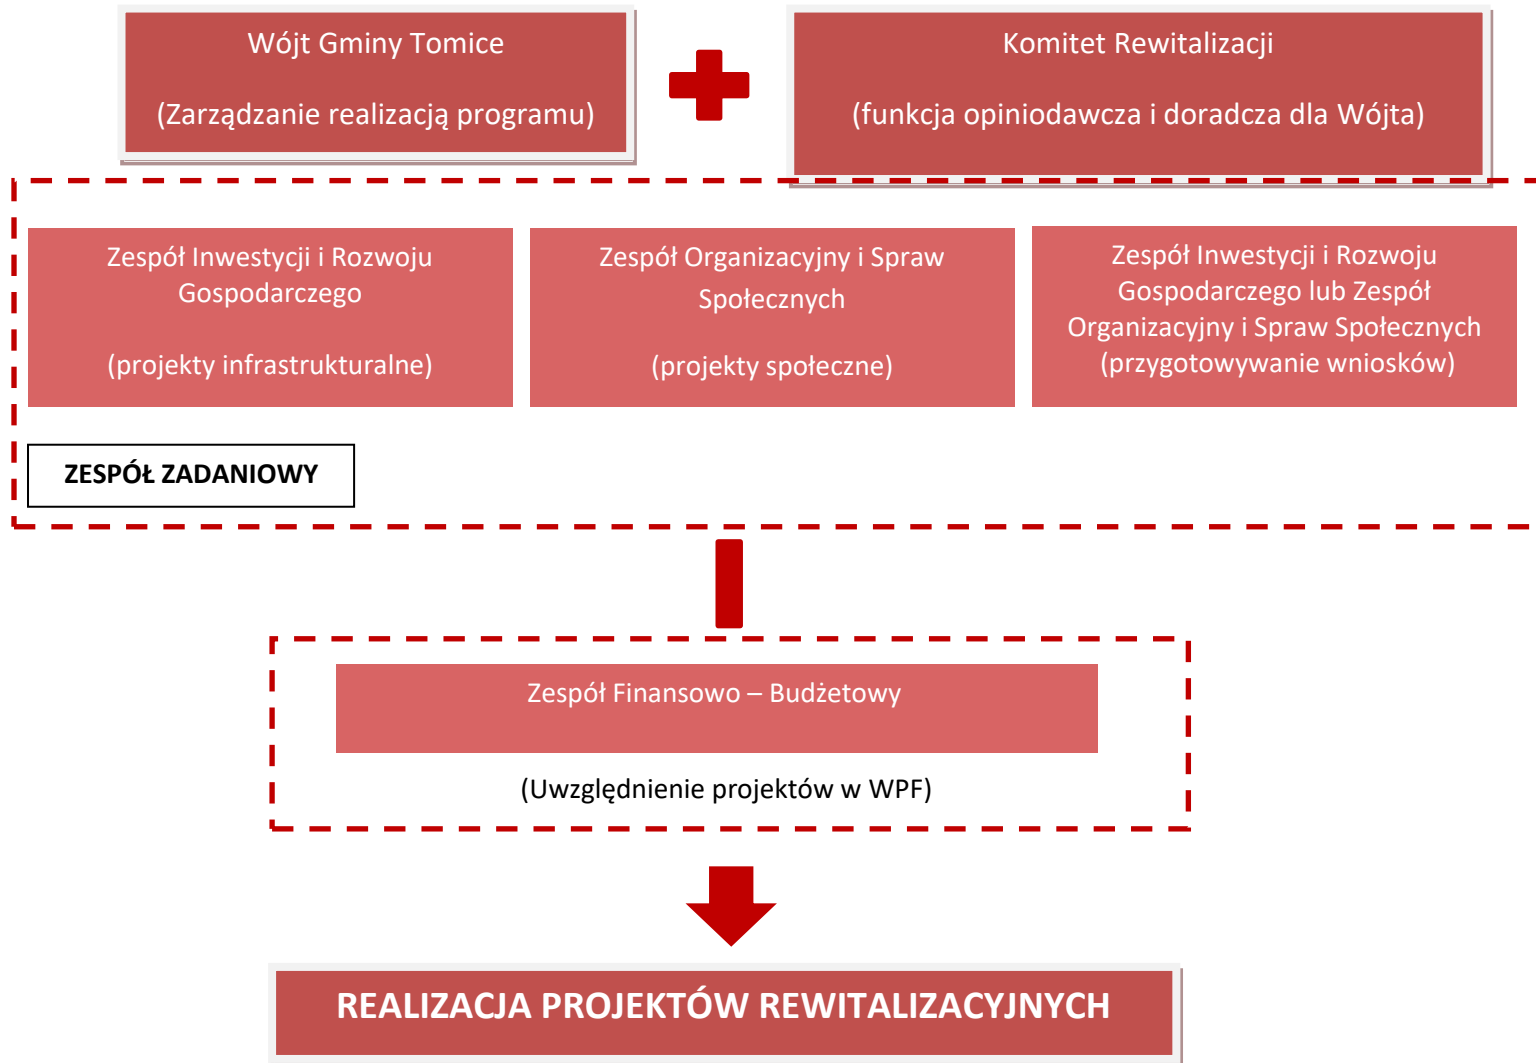 Wójt Gminy Tomice
(Zarządzanie realizacją programu)
Komitet Rewitalizacji
(funkcja opiniodawcza i doradcza dla Wójta)
Zespół Inwestycji i Rozwoju
Gospodarczego
(projekty infrastrukturalne)
Zespół Organizacyjny i Spraw
Społecznych
(projekty społeczne)
Zespół Inwestycji i Rozwoju
Gospodarczego lub Zespół
Organizacyjny i Spraw Społecznych
(przygotowywanie wniosków)
ZESPÓŁ ZADANIOWY
Zespół Finansowo – Budżetowy
(Uwzględnienie projektów w WPF)
REALIZACJA PROJEKTÓW REWITALIZACYJNYCH